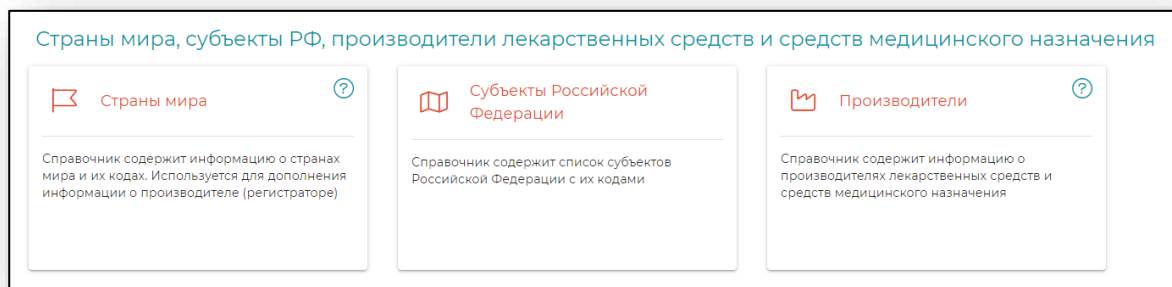 Страны мира, субъекты РФ, производители лекарственных средств и средств медицинского назначения
Страны мира
?
Справочник содержит информацию о странах
мира и их кодах. Используется для дополнения
информации о производителе (регистраторе)
Субъекты Российской
Федерации
Справочник содержит список субъектов
Российской Федерации с их кодами
Производители
?
Справочник содержит информацию о
производителях лекарственных средств и
средств медицинского назначения